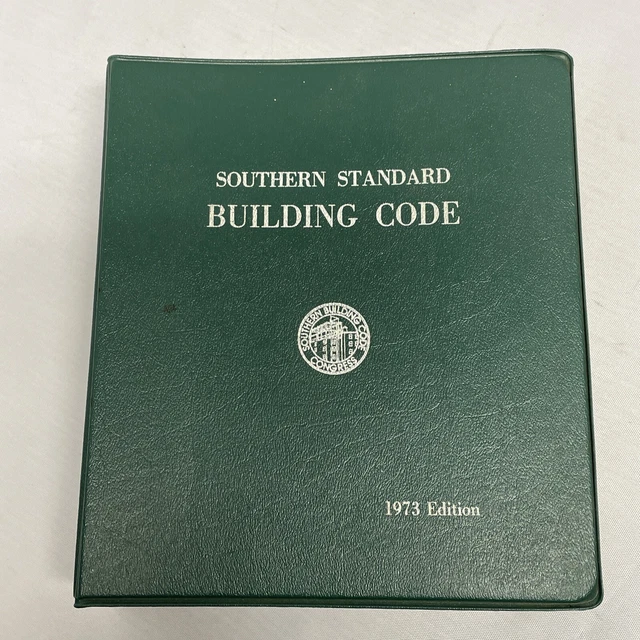 SOUTHERN STANDARD
BUILDING CODE
SOUTHERN BUILDING CODE
CONGRESS
1973 Edition